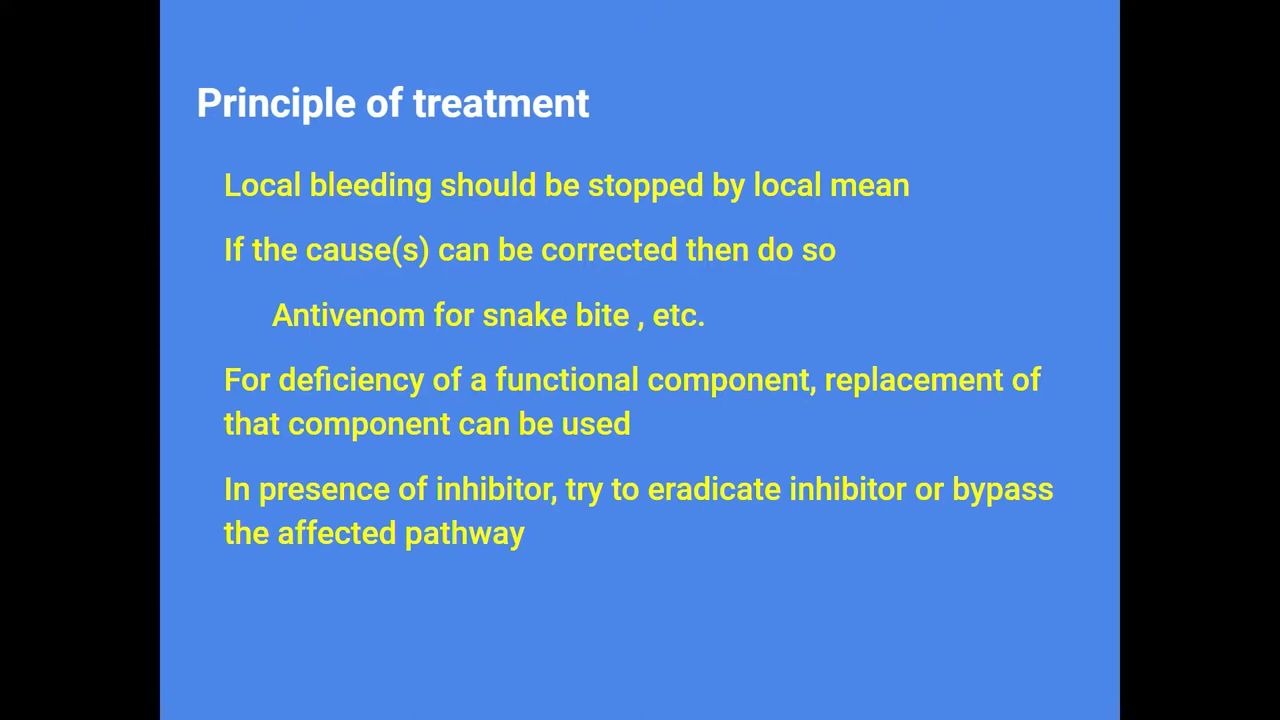 Principle of treatment
Local bleeding should be stopped by local mean
If the cause(s) can be corrected then do so
Antivenom for snake bite , etc.
For deficiency of a functional component, replacement of
that component can be used
In presence of inhibitor, try to eradicate inhibitor or bypass
the affected pathway